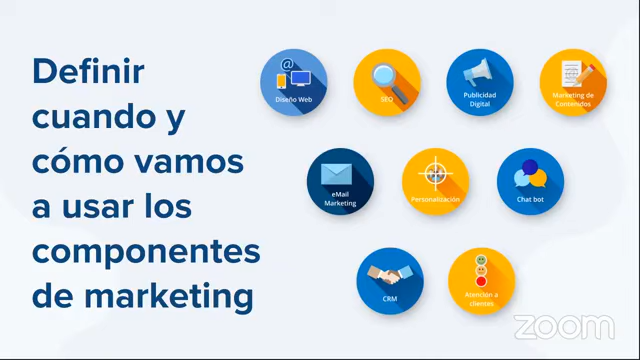 Definir
cuando y
cómo vamos
a usar los
componentes
de marketing
@
Diseño Web
SEO
Publicidad
Digital
Marketing de
Contenidos
eMail
Marketing
Personalización
Chat bot
CRM
Atención a
clientes
zoom